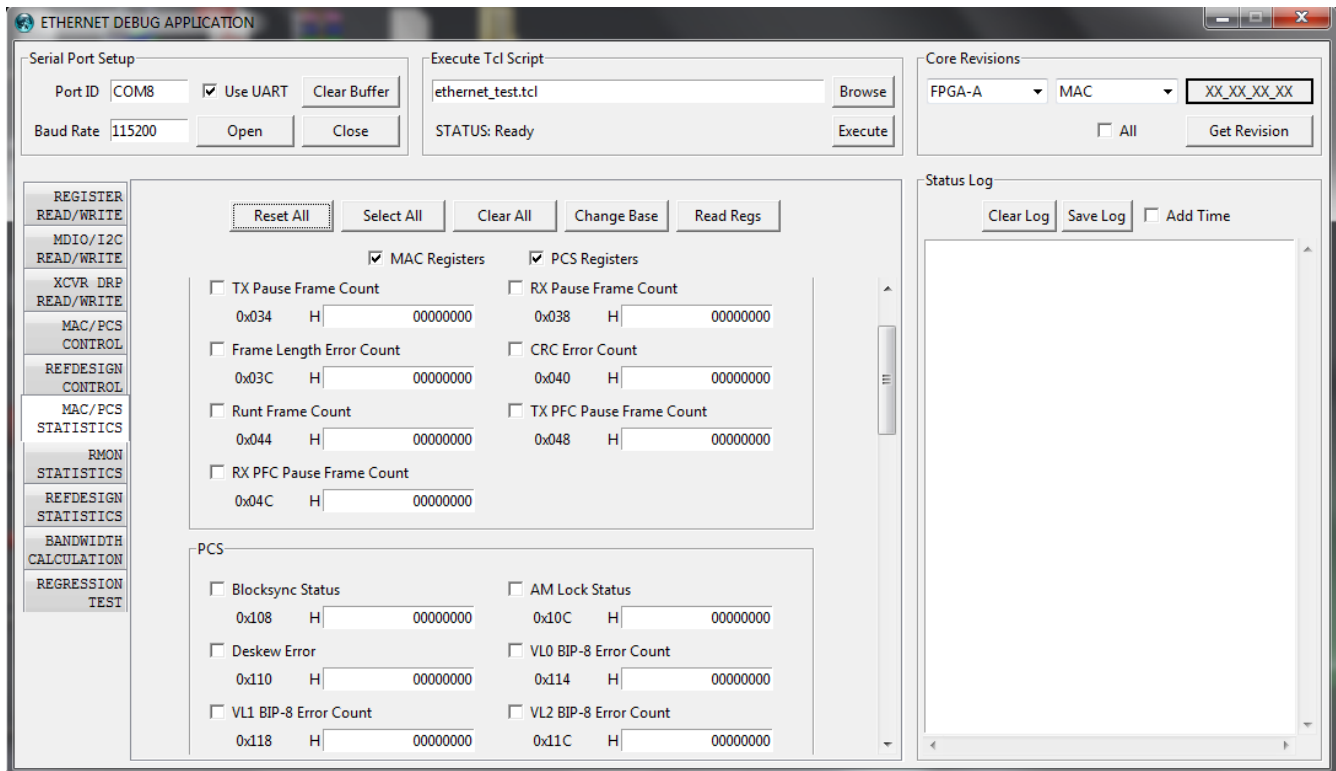 ETHERNET DEBUG APPLICATION
Serial Port Setup
Port ID COM8 Use UART Clear Buffer
Baud Rate 115200 Open Close
Execute Tcl Script
ethernet_test.tcl Browse
STATUS: Ready Execute
Core Revisions
FPGA-A MAC XX_XX_XX_XX
All Get Revision
REGISTER
READ/WRITE
MDIO/I2C
READ/WRITE
XCVR DRP
READ/WRITE
MAC/PCS
CONTROL
REFDESIGN
CONTROL
MAC/PCS
STATISTICS
RMON
STATISTICS
REFDESIGN
STATISTICS
BANDWIDTH
CALCULATION
REGRESSION
TEST
Reset All Select All Clear All Change Base Read Regs
MAC Registers PCS Registers
TX Pause Frame Count RX Pause Frame Count
0x034 H 00000000 0x038 H 00000000
Frame Length Error Count CRC Error Count
0x03C H 00000000 0x040 H 00000000
Runt Frame Count TX PFC Pause Frame Count
0x044 H 00000000 0x048 H 00000000
RX PFC Pause Frame Count
0x04C H 00000000
PCS
Blocksync Status AM Lock Status
0x108 H 00000000 0x10C H 00000000
Deskew Error VL0 BIP-8 Error Count
0x110 H 00000000 0x114 H 00000000
VL1 BIP-8 Error Count VL2 BIP-8 Error Count
0x118 H 00000000 0x11C H 00000000
Status Log
Clear Log Save Log Add Time